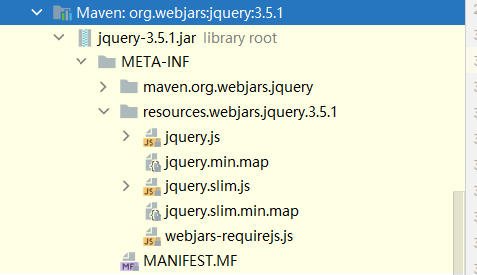 Maven: org.webjars:jquery:3.5.1
jquery-3.5.1.jar library root
META-INF
maven.org.webjars.jquery
resources.webjars.jquery.3.5.1
jquery.js
jquery.min.map
jquery.slim.js
jquery.slim.min.map
webjars-requirejs.js
MANIFEST.MF